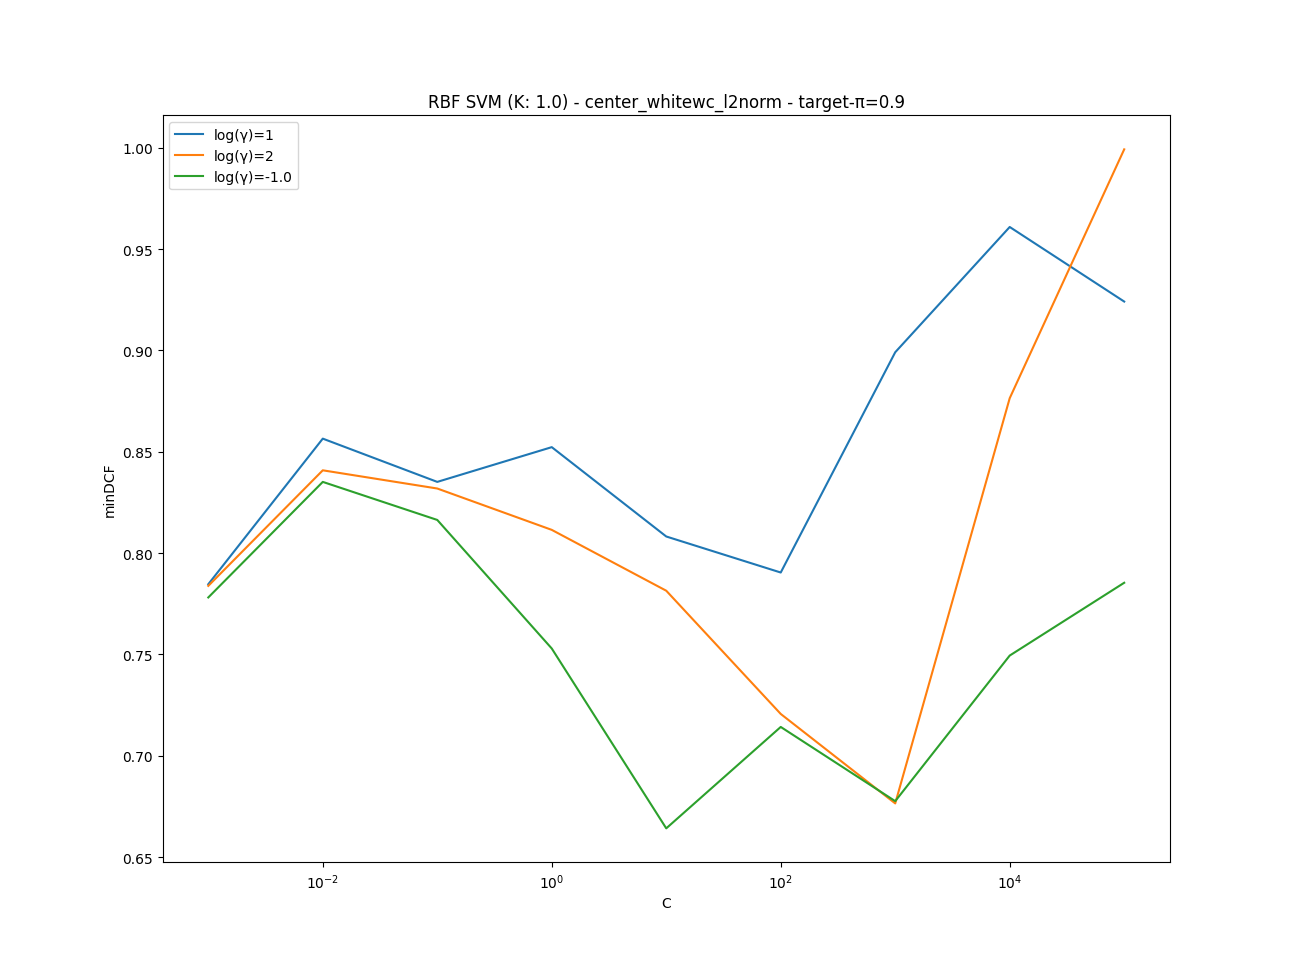 RBF SVM (K: 1.0) - center_whitewc_l2norm - target-π=0.9
log(γ)=1
log(γ)=2
log(γ)=-1.0
1.00
0.95
0.90
0.85
0.80
0.75
0.70
0.65
minDCF
10⁻² 10⁰ 10² 10⁴
C